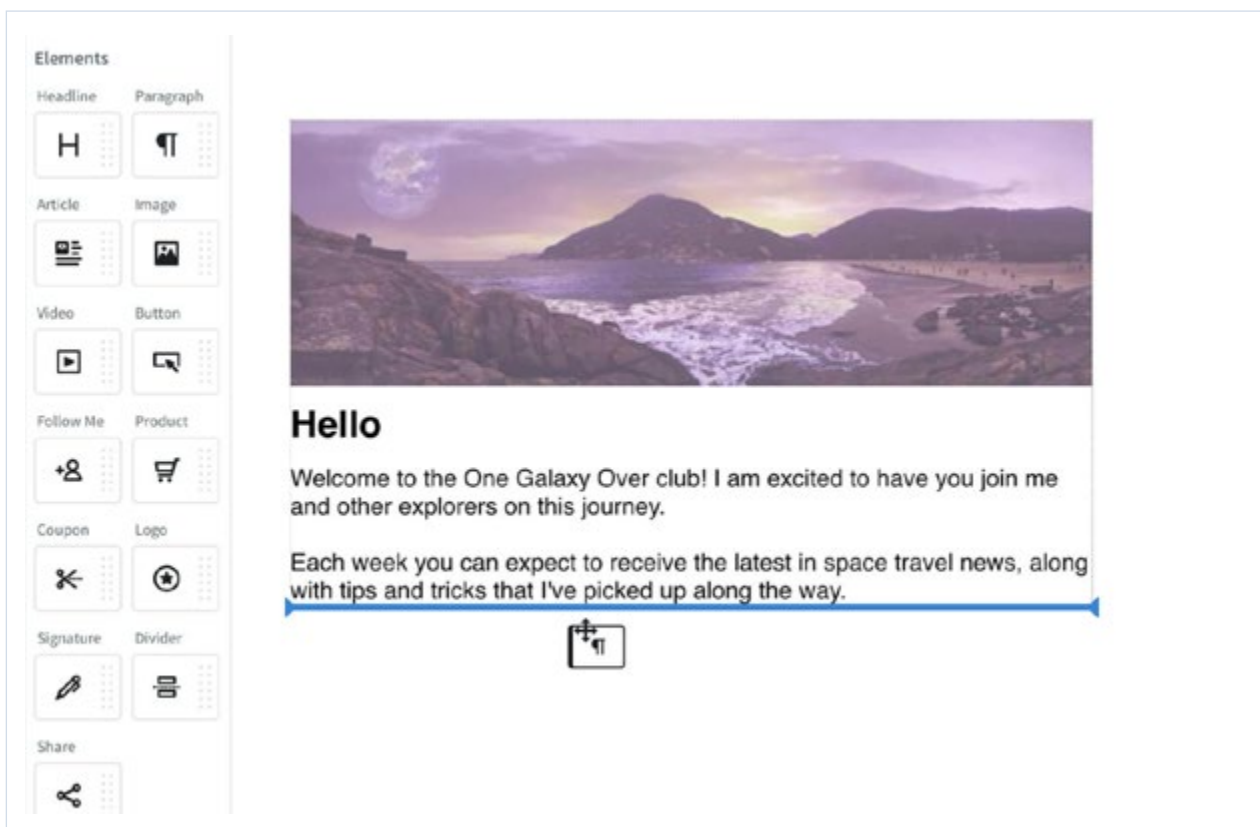 Elements
Headline Paragraph
H ¶
Article Image
Video Button
Follow Me Product
Coupon Logo
Signature Divider
Share
Hello
Welcome to the One Galaxy Over club! I am excited to have you join me
and other explorers on this journey.
Each week you can expect to receive the latest in space travel news, along
with tips and tricks that I've picked up along the way.
¶